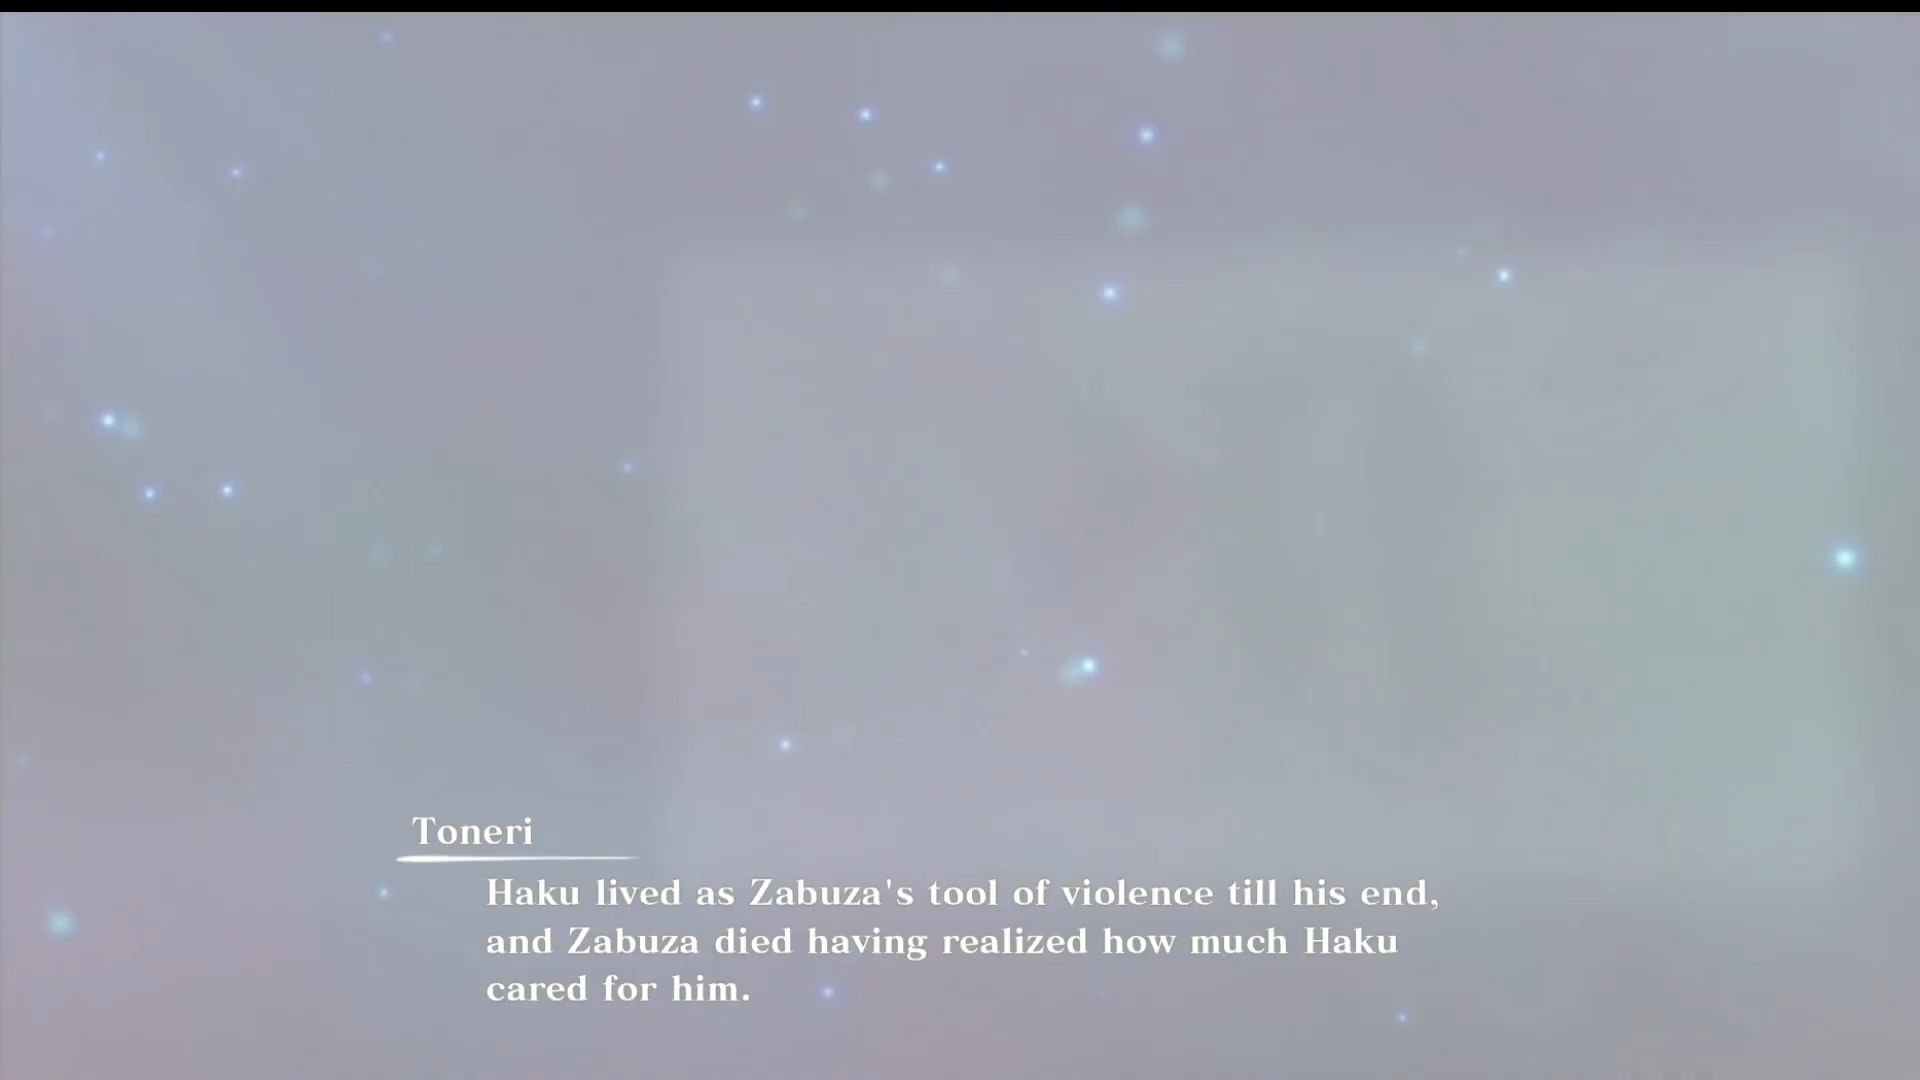 Toneri
Haku lived as Zabuza's tool of violence till his end,
and Zabuza died having realized how much Haku
cared for him.